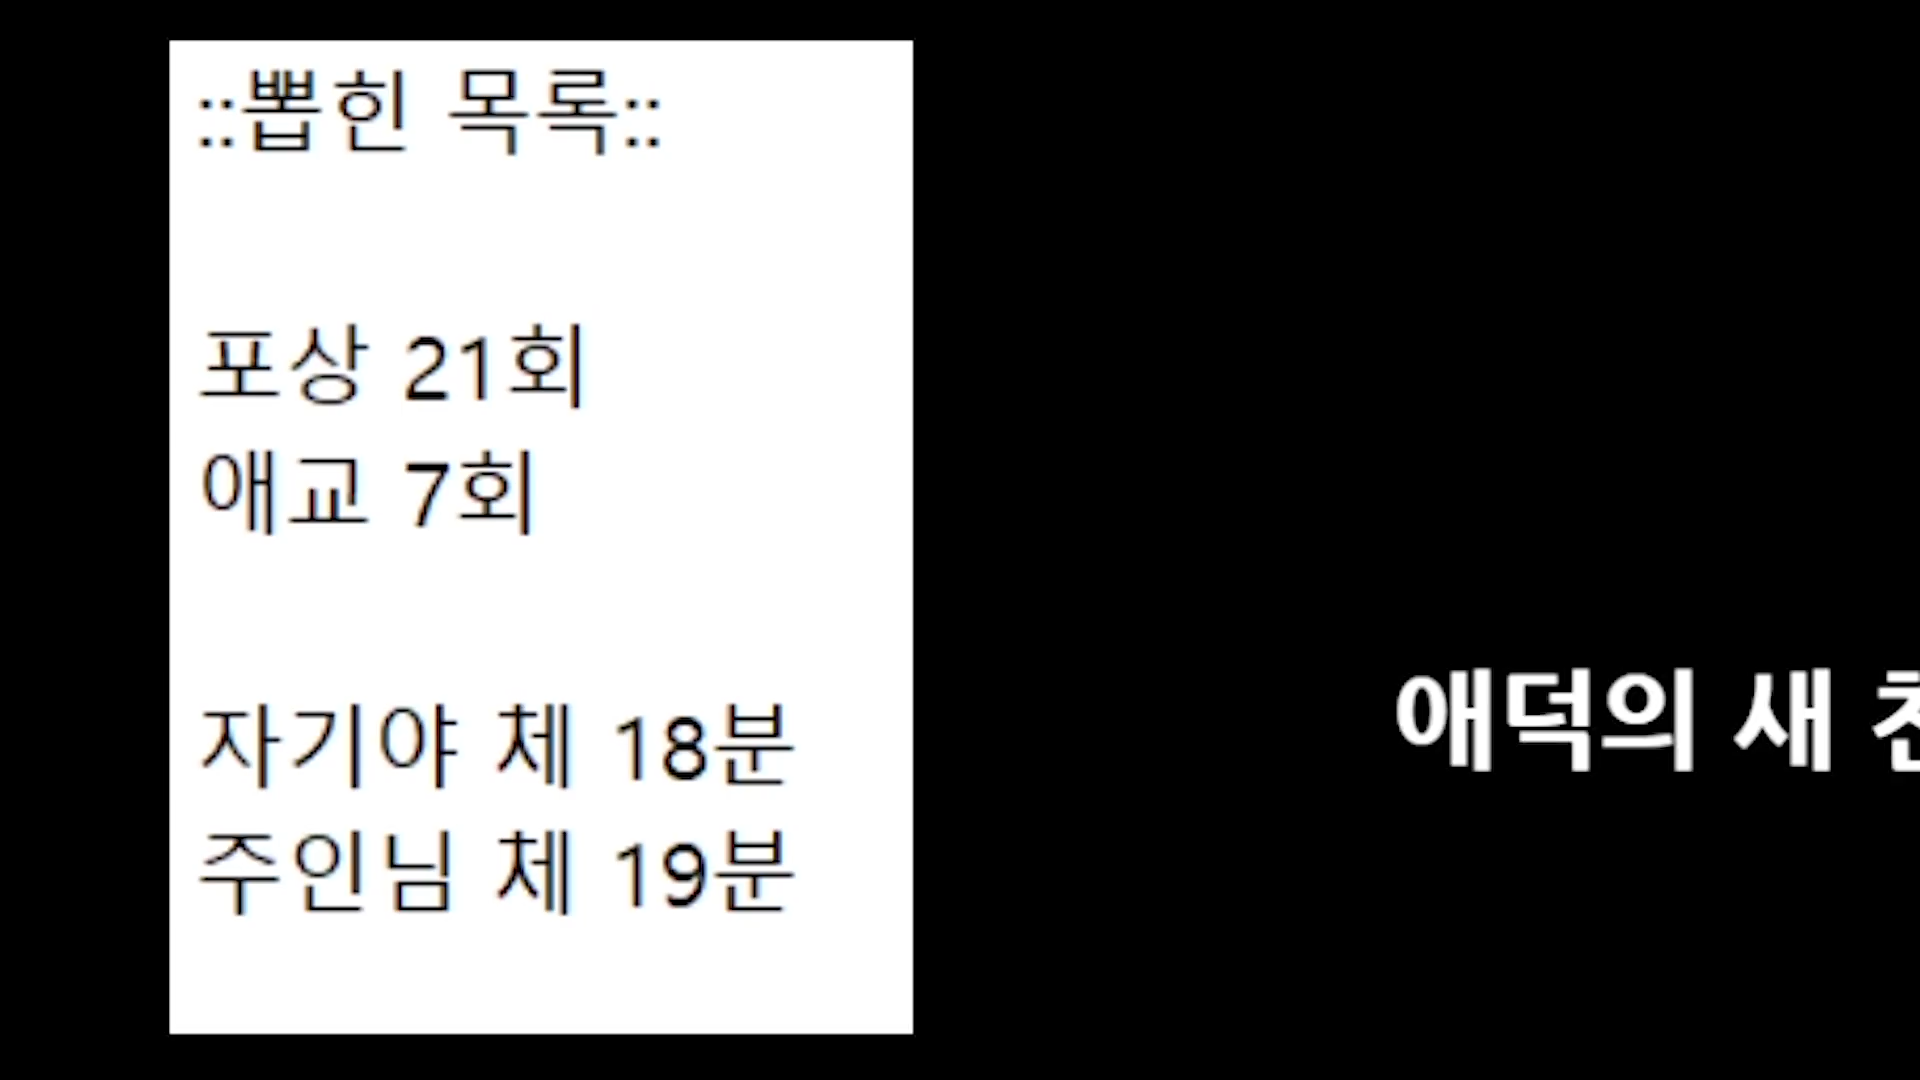 ::뽑힌 목록::
포상 21회
애교 7회
자기야 체 18분
주인님 체 19분
애덕의 새